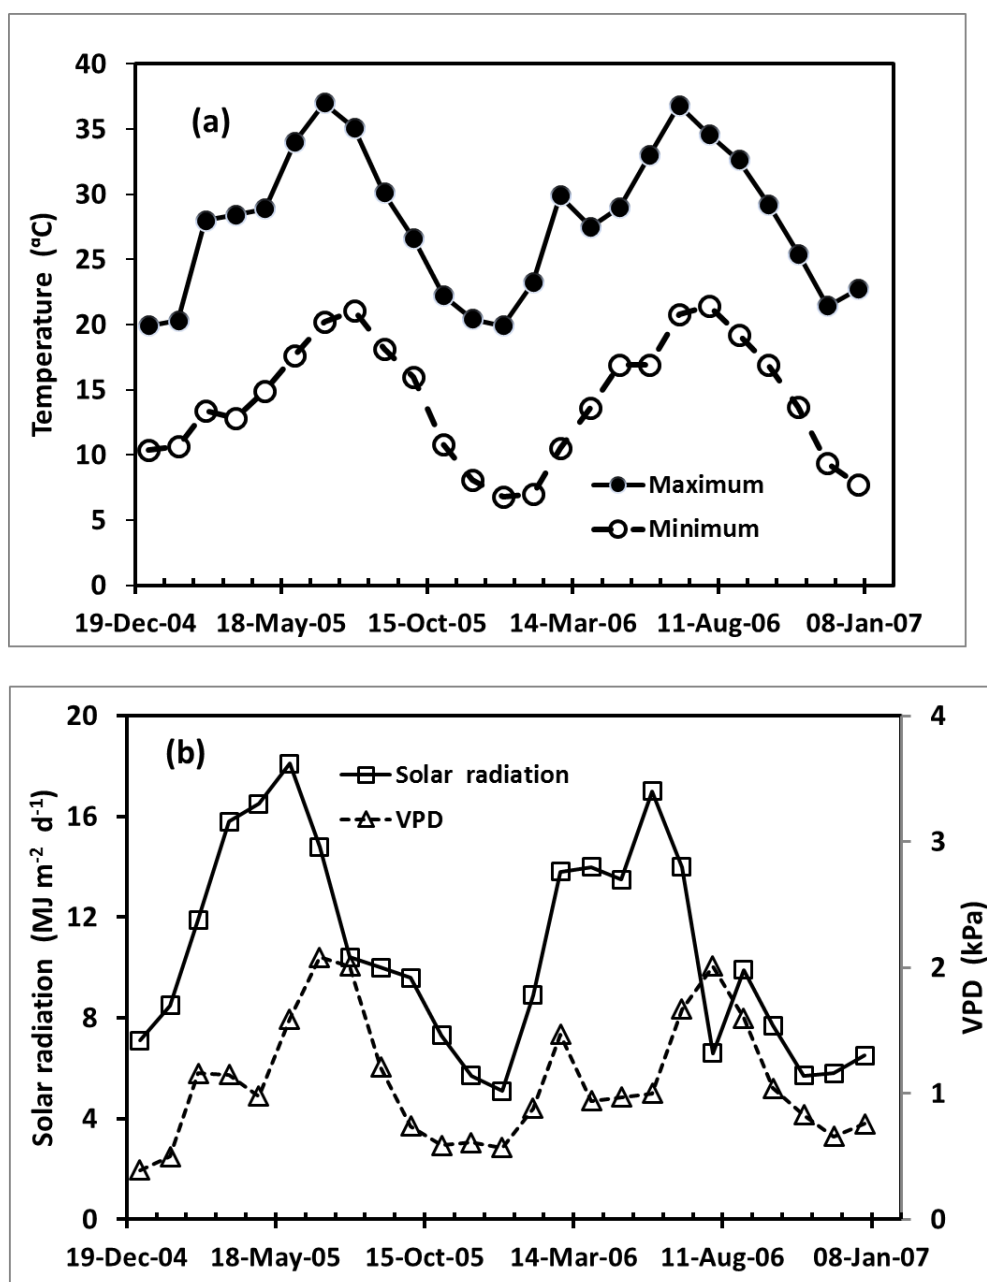 (a)
Temperature (°C)
40
35
30
25
20
15
10
5
0
Maximum
Minimum
19-Dec-04 18-May-05 15-Oct-05 14-Mar-06 11-Aug-06 08-Jan-07
(b)
Solar radiation (MJ m⁻² d⁻¹)
20
16
12
8
4
0
Solar radiation
VPD
4
3
2
1
0
VPD (kPa)
19-Dec-04 18-May-05 15-Oct-05 14-Mar-06 11-Aug-06 08-Jan-07